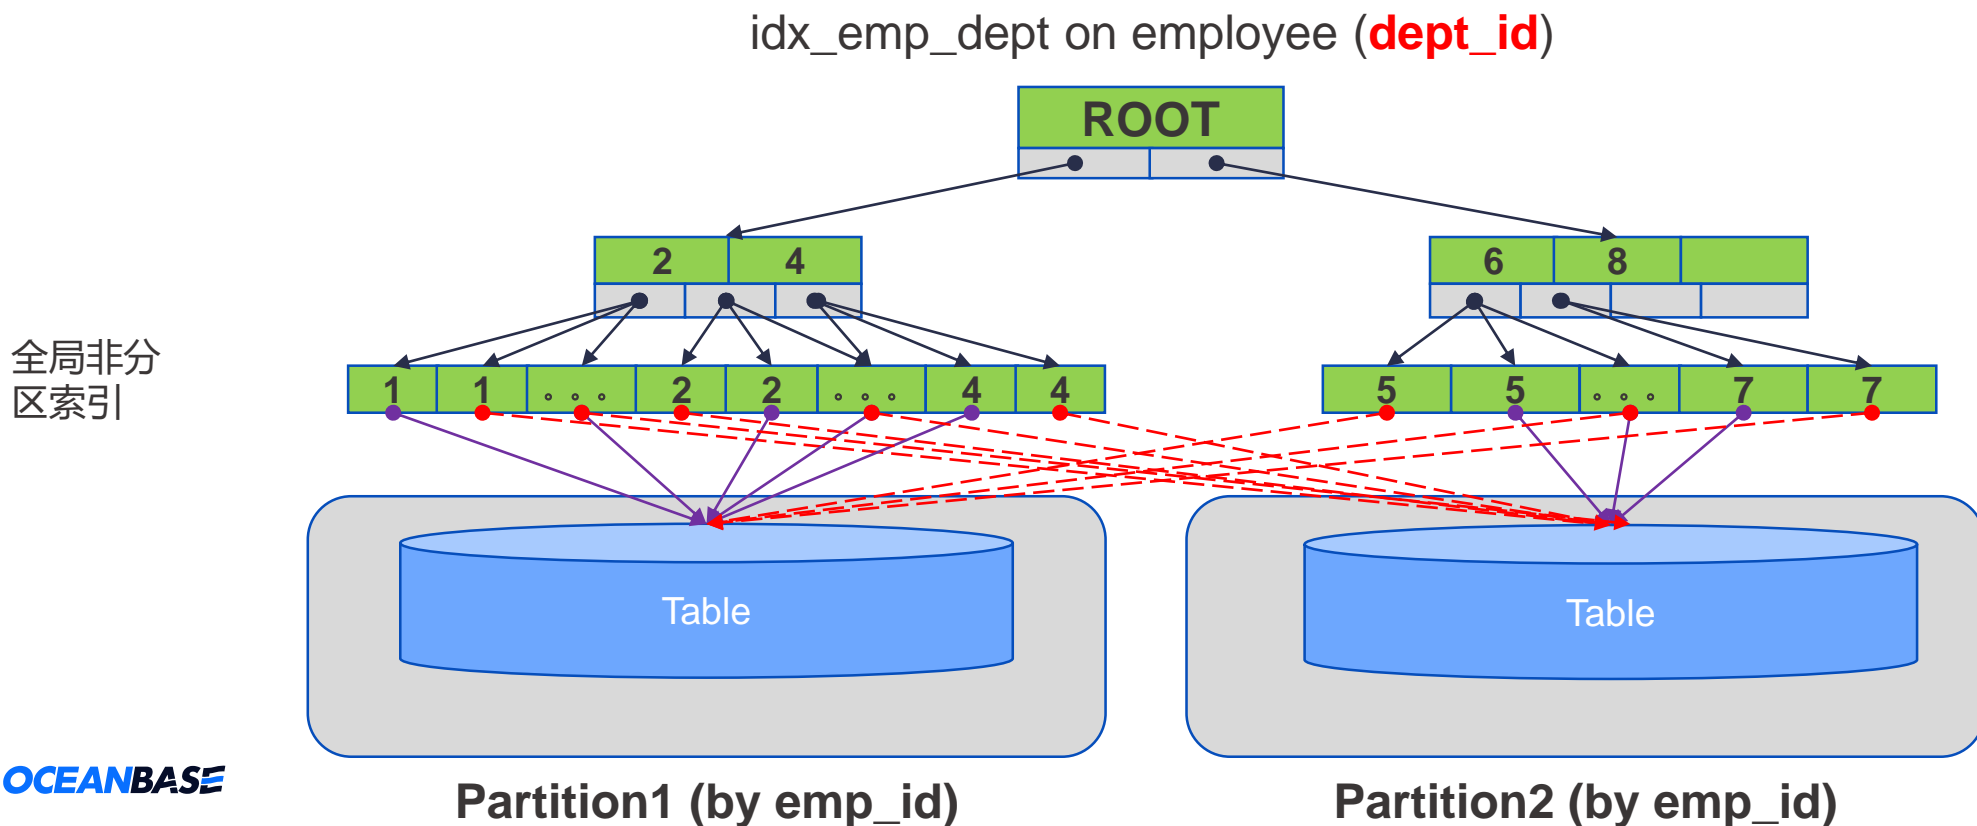 idx_emp_dept on employee (dept_id)
ROOT
2 4
6 8
全局非分
区索引
1 1 。。。 2 2 。。。 4 4
5 5 。。。 7 7
Table
Table
OCEANBASE
Partition1 (by emp_id)
Partition2 (by emp_id)